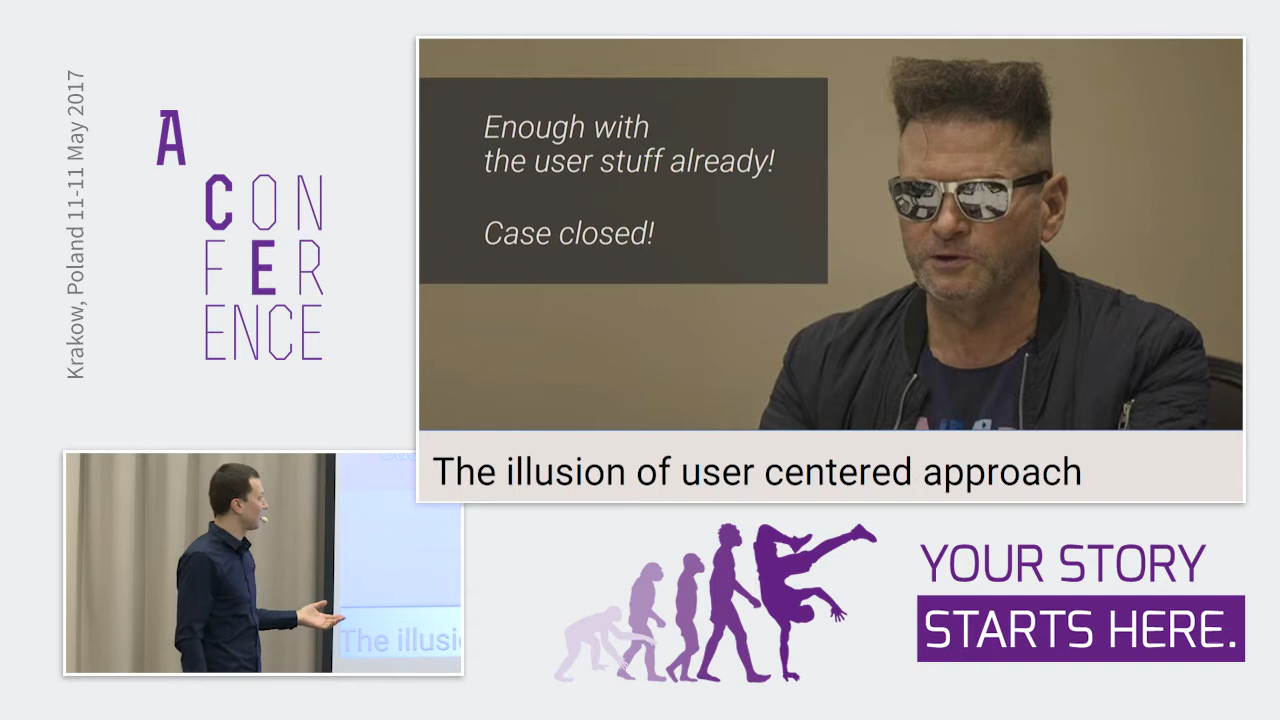 Krakow, Poland 11-11 May 2017
A
CON
FER
ENCE
Enough with
the user stuff already!
Case closed!
The illusion of user centered approach
The illusi
YOUR STORY
STARTS HERE.